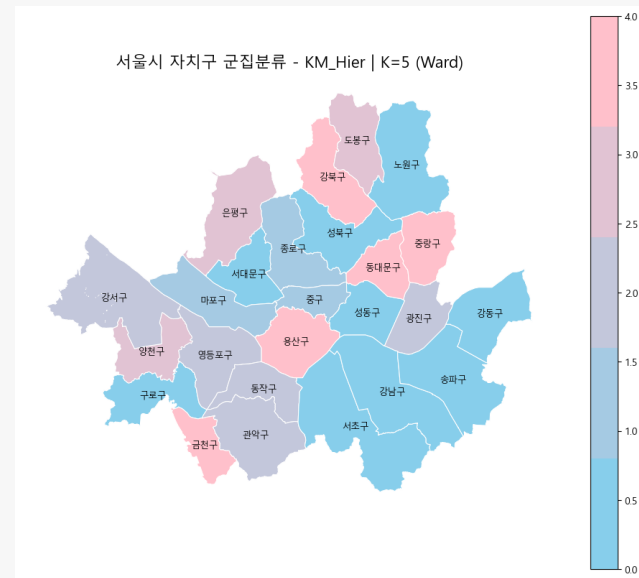 서울시 자치구 군집분류 - KM_Hier | K=5 (Ward)
4.0
3.5
3.0
2.5
2.0
1.5
1.0
0.5
0.0
도봉구
노원구
강북구
은평구
성북구
중랑구
종로구
동대문구
서대문구
강서구
마포구
중구
성동구
광진구
강동구
용산구
양천구
영등포구
송파구
동작구
강남구
구로구
서초구
관악구
금천구